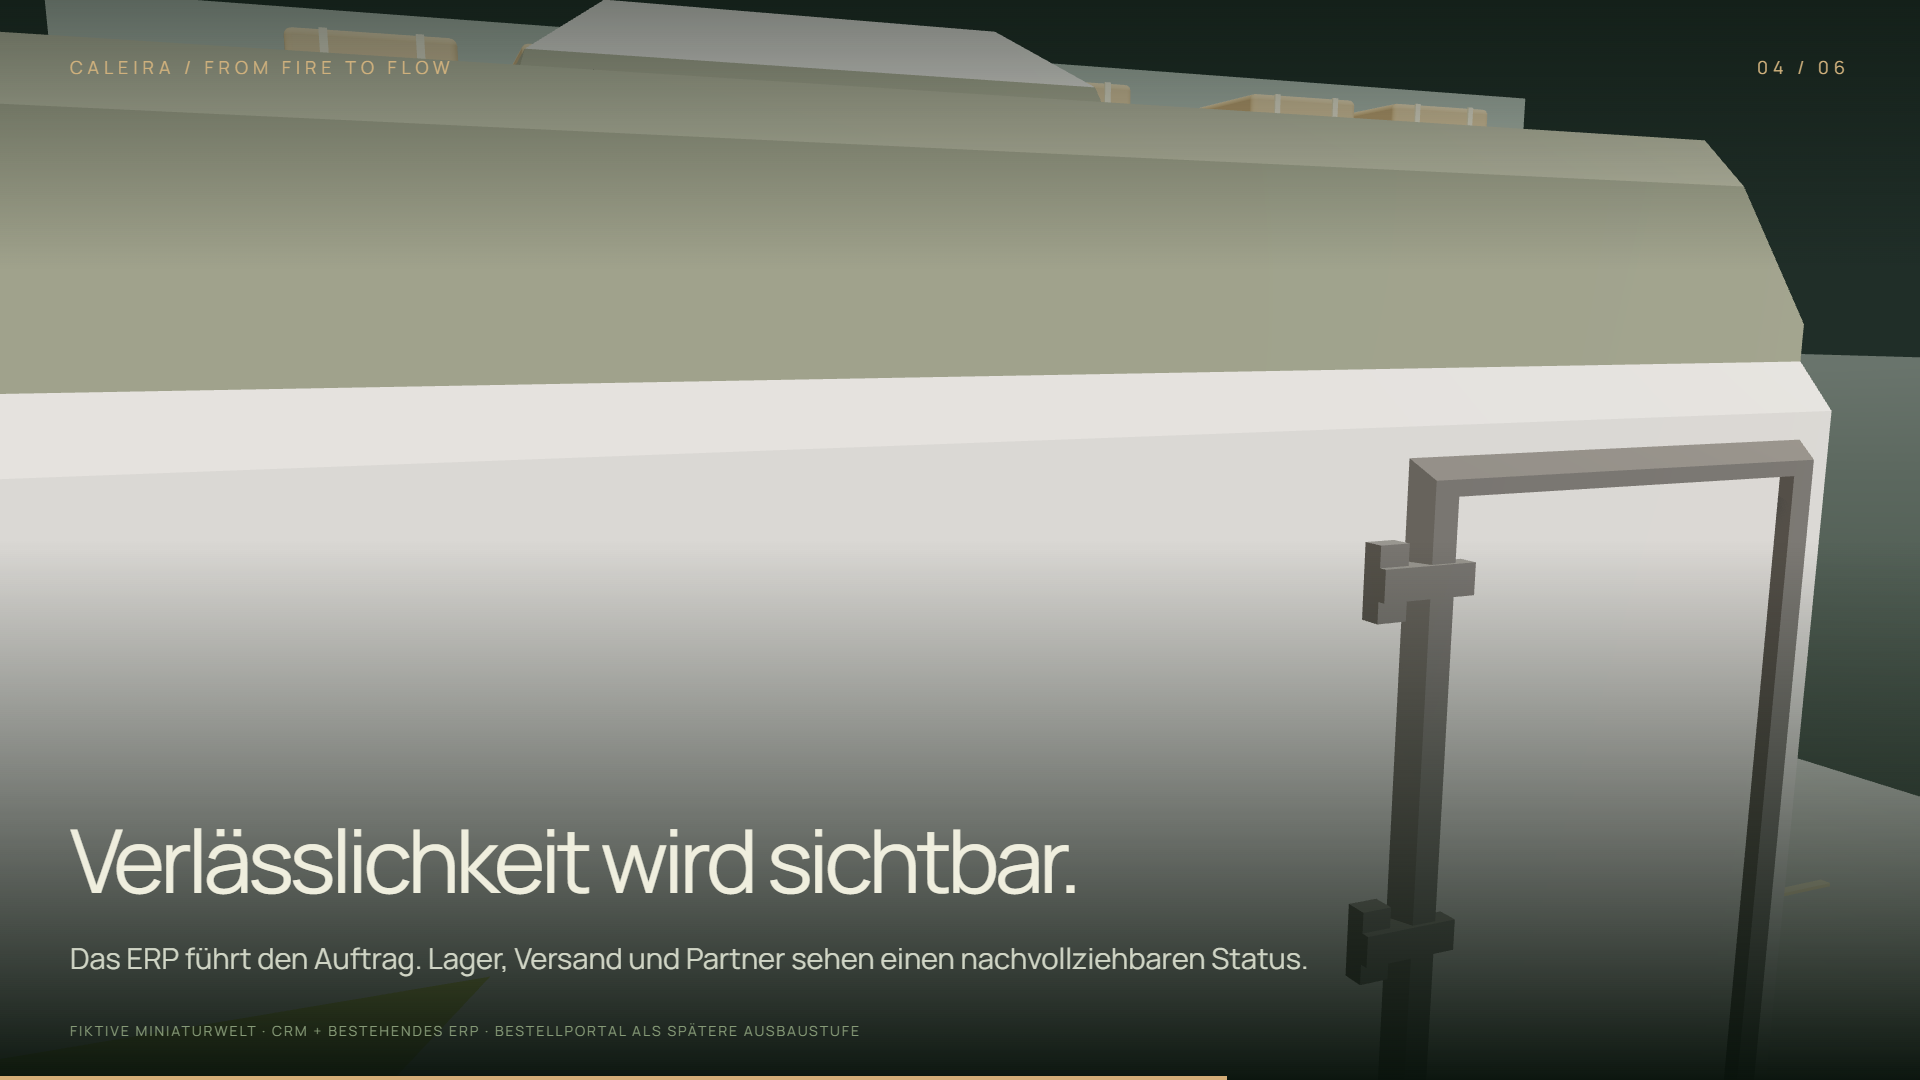 CALEIRA / FROM FIRE TO FLOW
04 / 06
Verlässlichkeit wird sichtbar.
Das ERP führt den Auftrag. Lager, Versand und Partner sehen einen nachvollziehbaren Status.
FIKTIVE MINIATURWELT · CRM + BESTEHENDES ERP · BESTELLPORTAL ALS SPÄTERE AUSBAUSTUFE